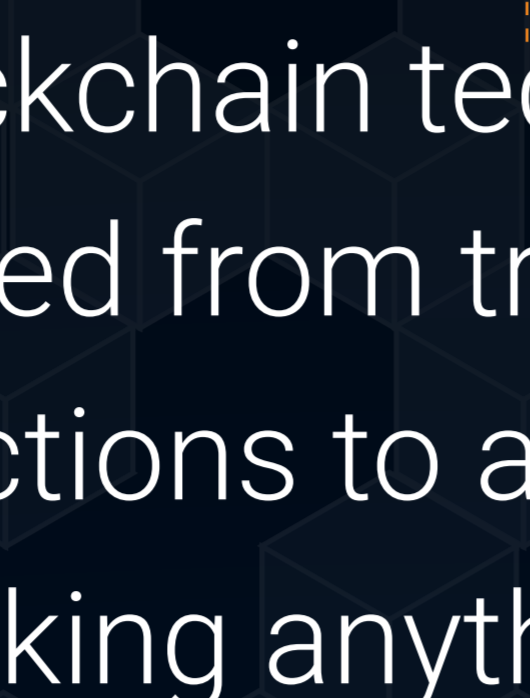 ckchain tec
ed from tr
ctions to a
king anyth